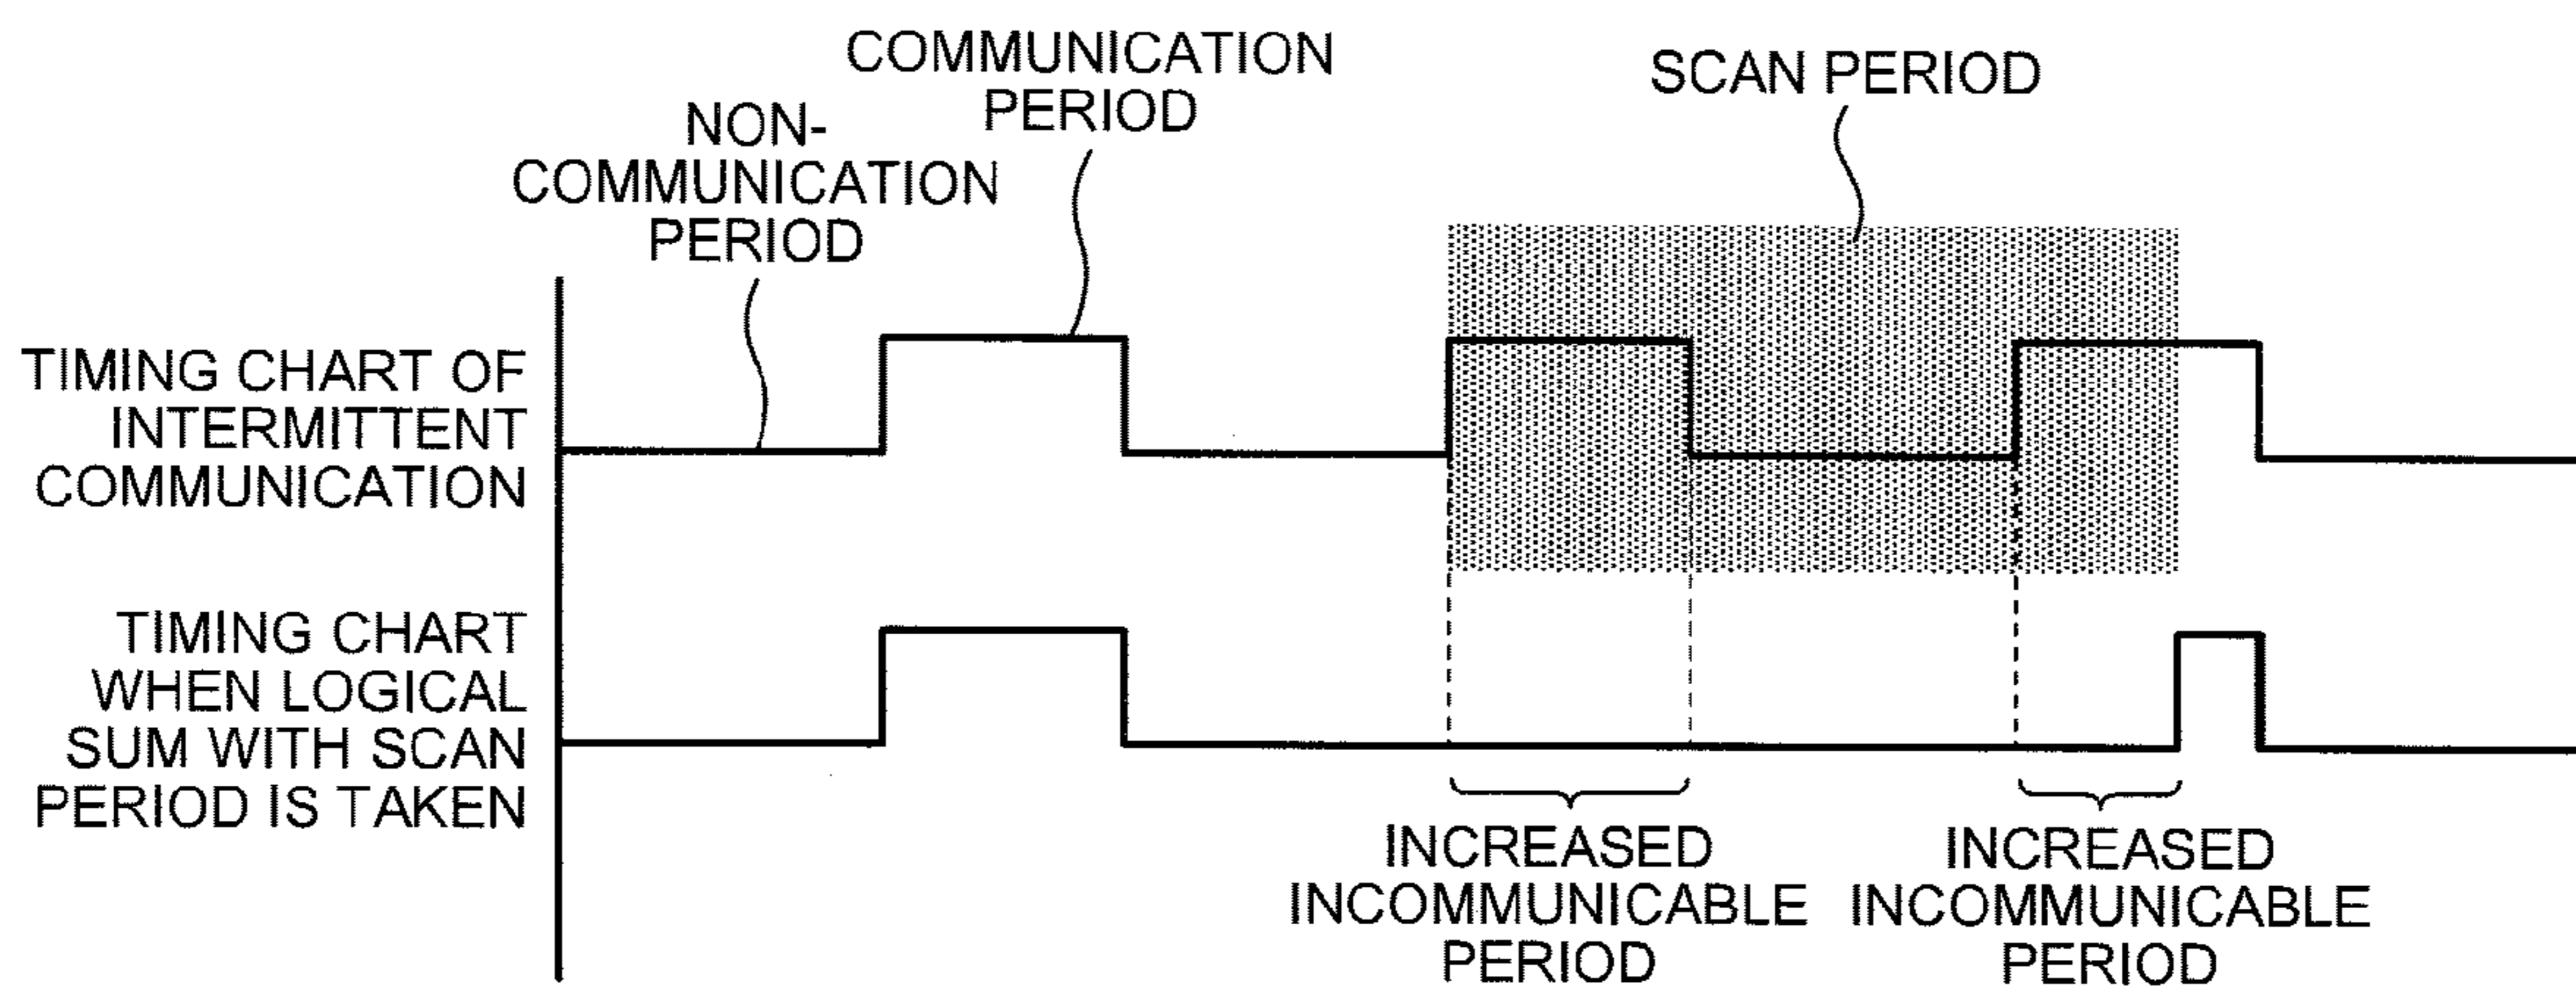 COMMUNICATION
PERIOD
SCAN PERIOD
NON-
COMMUNICATION
PERIOD
TIMING CHART OF
INTERMITTENT
COMMUNICATION
TIMING CHART
WHEN LOGICAL
SUM WITH SCAN
PERIOD IS TAKEN
INCREASED
INCOMMUNICABLE
PERIOD
INCREASED
INCOMMUNICABLE
PERIOD